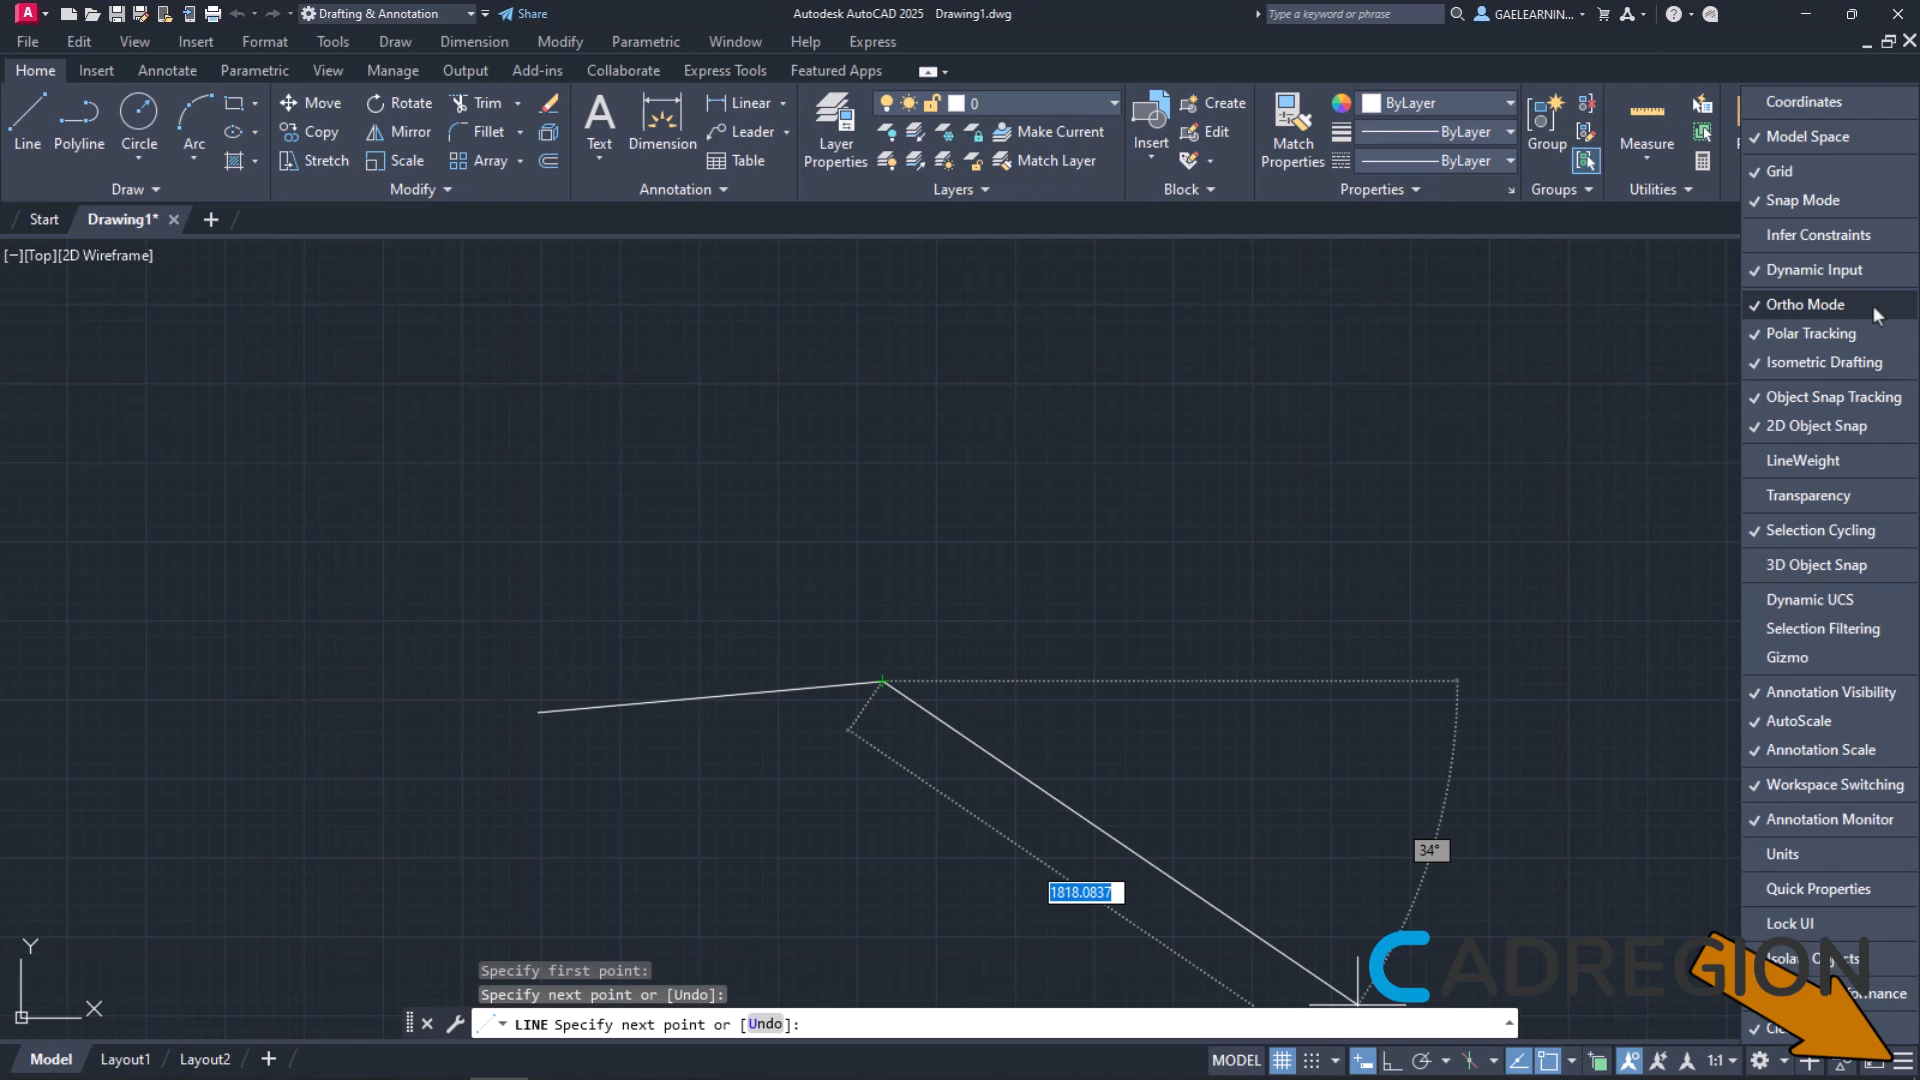 A
Drafting & Annotation
Share
Autodesk AutoCAD 2025 Drawing1.dwg
Type a keyword or phrase
GAELEARNIN...
File Edit View Insert Format Tools Draw Dimension Modify Parametric Window Help Express
Home Insert Annotate Parametric View Manage Output Add-ins Collaborate Express Tools Featured Apps
Line Polyline Circle Arc
Move Rotate Trim
Copy Mirror Fillet
Stretch Scale Array
Text Dimension
Linear
Leader
Table
Layer Properties
0
Make Current
Match Layer
Insert
Create
Edit
Match Properties
ByLayer
ByLayer
ByLayer
Group
Measure
Draw Modify Annotation Layers Block Properties Groups Utilities
Start Drawing1* +
[−][Top][2D Wireframe]
Coordinates
Model Space
Grid
Snap Mode
Infer Constraints
Dynamic Input
Ortho Mode
Polar Tracking
Isometric Drafting
Object Snap Tracking
2D Object Snap
LineWeight
Transparency
Selection Cycling
3D Object Snap
Dynamic UCS
Selection Filtering
Gizmo
Annotation Visibility
AutoScale
Annotation Scale
Workspace Switching
Annotation Monitor
Units
Quick Properties
Lock UI
34°
1818.0837
CADREGION
Y
X
Specify first point:
Specify next point or [Undo]:
LINE Specify next point or [Undo]:
Model Layout1 Layout2 +
MODEL
1:1